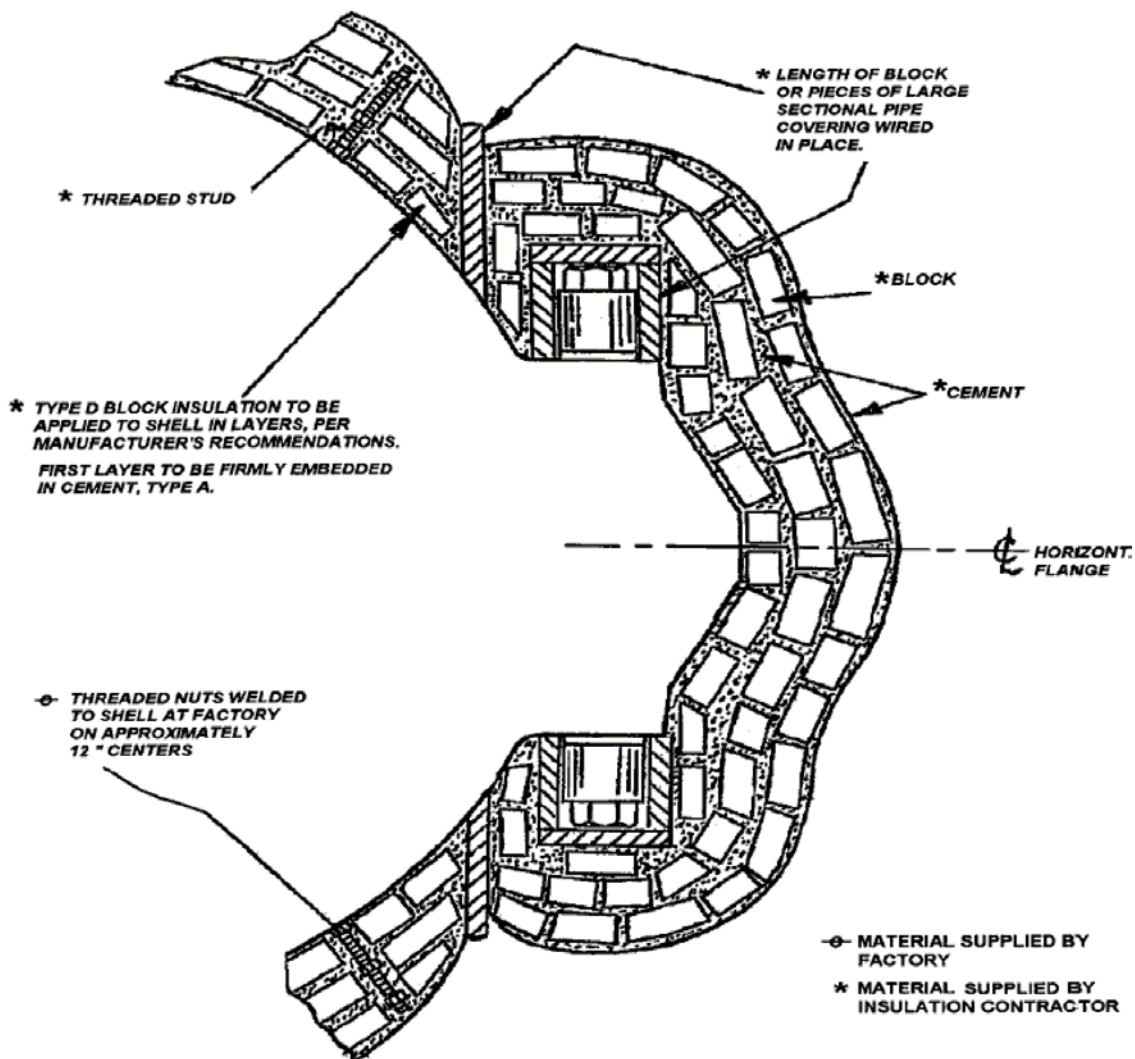 * LENGTH OF BLOCK
OR PIECES OF LARGE
SECTIONAL PIPE
COVERING WIRED
IN PLACE.
* THREADED STUD
* BLOCK
* CEMENT
* TYPE D BLOCK INSULATION TO BE
APPLIED TO SHELL IN LAYERS, PER
MANUFACTURER'S RECOMMENDATIONS.
FIRST LAYER TO BE FIRMLY EMBEDDED
IN CEMENT, TYPE A.
℄ HORIZONT.
FLANGE
⌀ THREADED NUTS WELDED
TO SHELL AT FACTORY
ON APPROXIMATELY
12 " CENTERS
⌀ MATERIAL SUPPLIED BY
FACTORY
* MATERIAL SUPPLIED BY
INSULATION CONTRACTOR